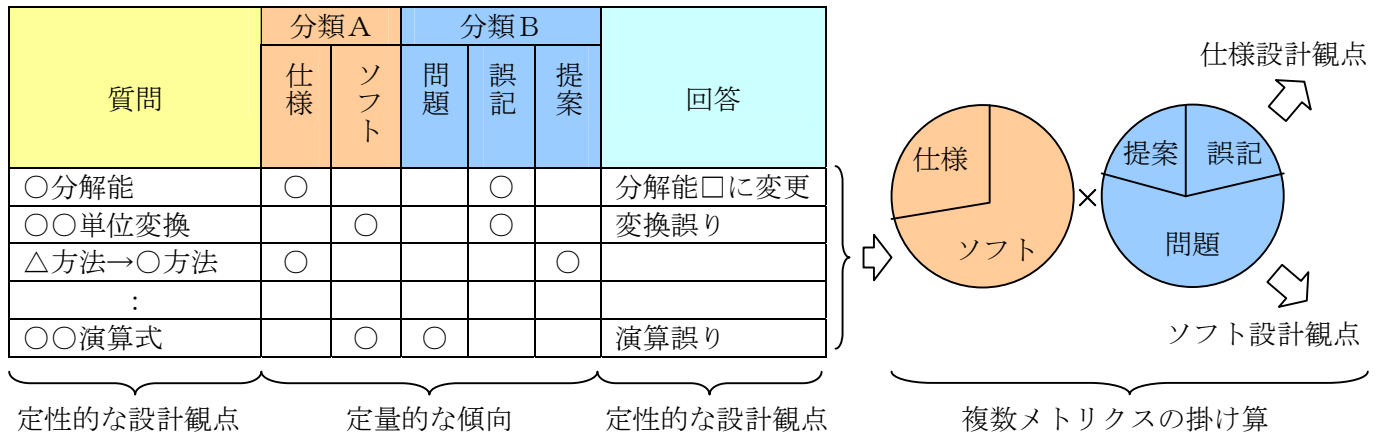 質問 分類A 分類B 回答
仕様 ソフト 問題 誤記 提案
○分解能 ○ ○ 分解能□に変更
○○単位変換 ○ ○ 変換誤り
△方法→○方法 ○ ○
：
○○演算式 ○ ○ 演算誤り
定性的な設計観点 定量的な傾向 定性的な設計観点
仕様設計観点
仕様 ソフト × 提案 誤記 問題
ソフト設計観点
複数メトリクスの掛け算